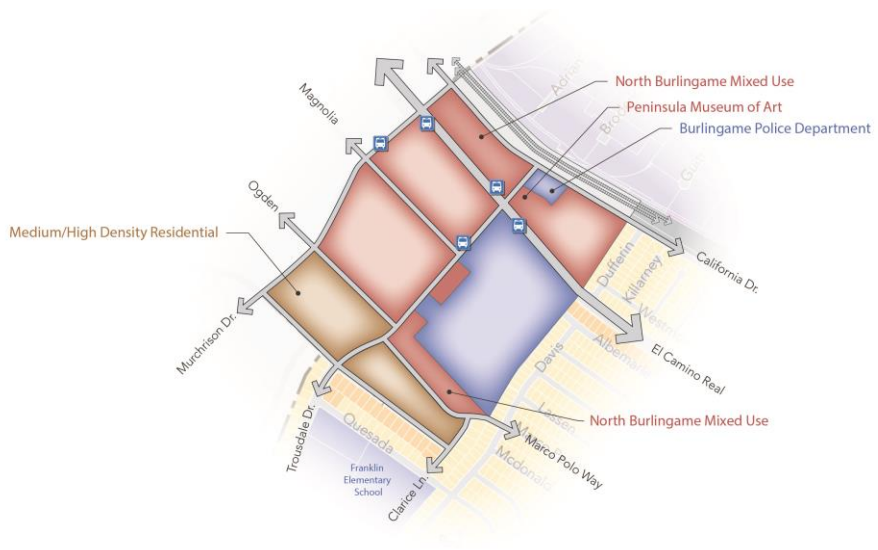 North Burlingame Mixed Use
Peninsula Museum of Art
Burlingame Police Department
Magnolia
Ogden
Medium/High Density Residential
Murchrison Dr.
Dufferin
Killarney
California Dr.
El Camino Real
Davis
Lassen
Mcdonald
North Burlingame Mixed Use
Marco Polo Way
Trousdale Dr.
Quesada
Franklin
Elementary
School
Clarice Ln.